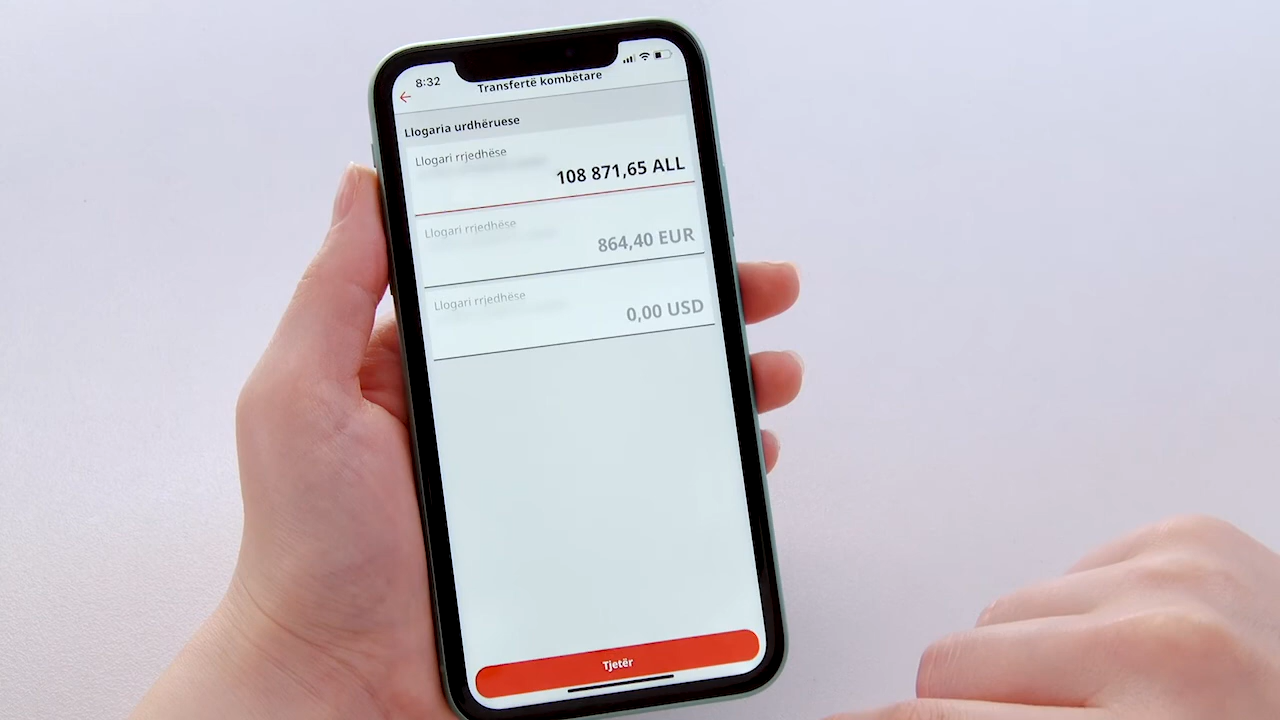 8:32
Transfertë kombëtare
Llogaria urdhëruese
Llogari rrjedhëse
108 871,65 ALL
Llogari rrjedhëse
864,40 EUR
Llogari rrjedhëse
0,00 USD
Tjetër